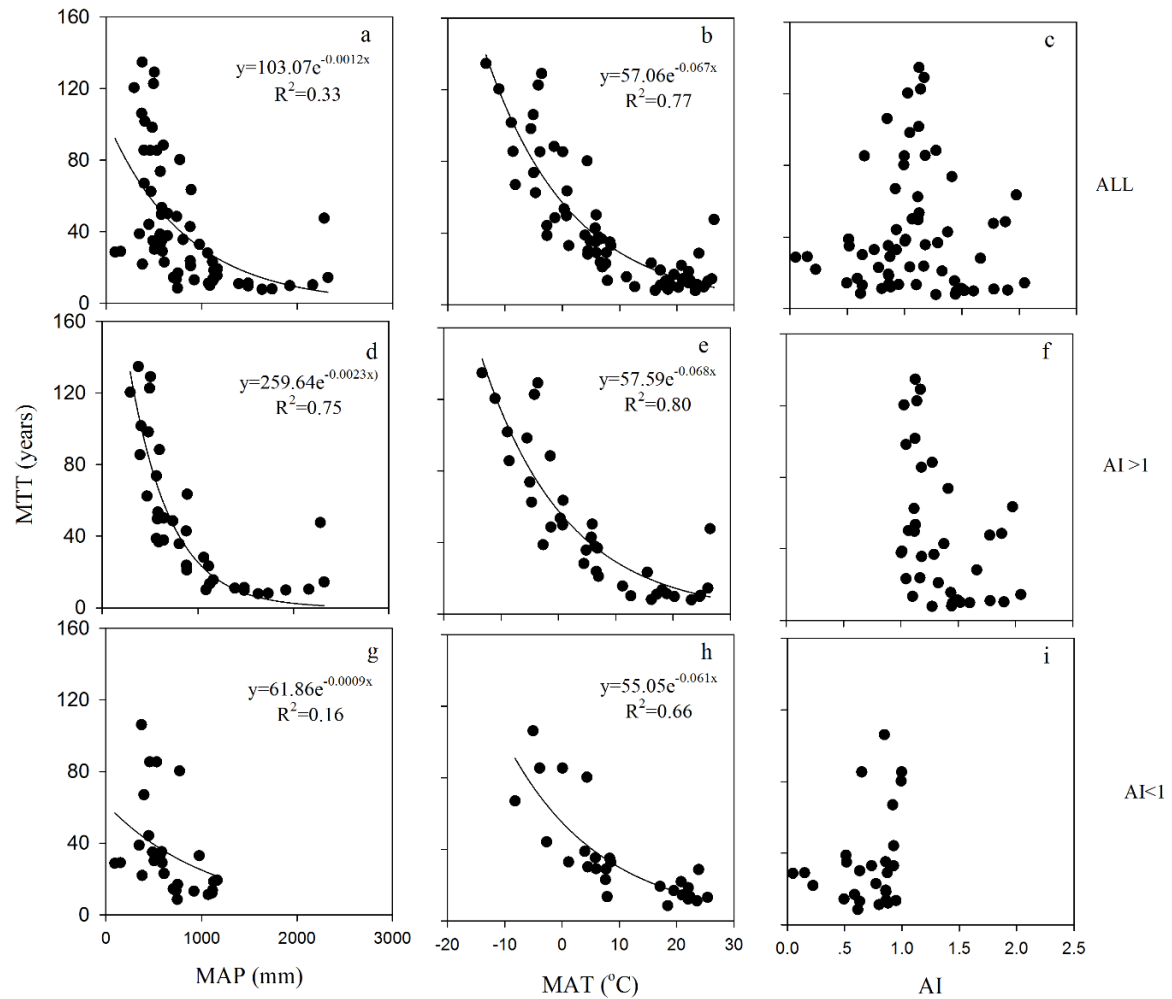 160
120
80
40
0
a
y=103.07e^-0.0012x
R²=0.33
b
y=57.06e^-0.067x
R²=0.77
c
ALL
160
120
80
40
0
d
y=259.64e^-0.0023x)
R²=0.75
e
y=57.59e^-0.068x
R²=0.80
f
AI >1
MTT (years)
160
120
80
40
0
g
y=61.86e^-0.0009x
R²=0.16
h
y=55.05e^-0.061x
R²=0.66
i
AI<1
0 1000 2000 3000
-20 -10 0 10 20 30
0.0 .5 1.0 1.5 2.0 2.5
MAP (mm) MAT (°C) AI